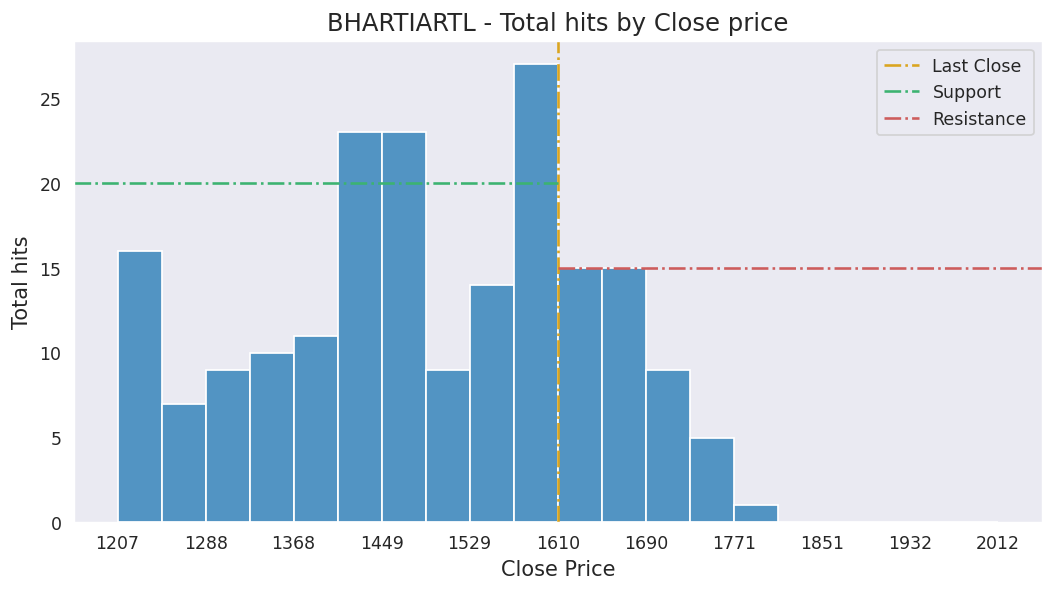 BHARTIARTL - Total hits by Close price
Last Close
Support
Resistance
25
20
15
10
5
0
Total hits
1207 1288 1368 1449 1529 1610 1690 1771 1851 1932 2012
Close Price